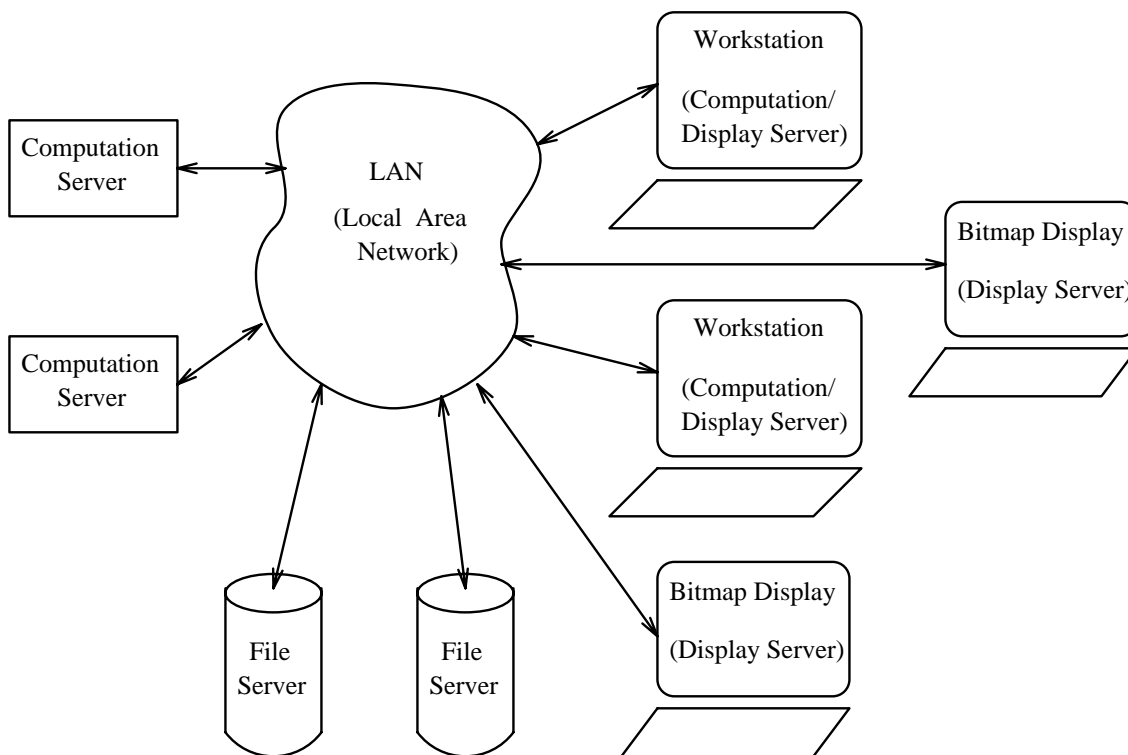 Workstation
(Computation/
Display Server)
Computation
Server
LAN
(Local Area
Network)
Bitmap Display
(Display Server)
Computation
Server
Workstation
(Computation/
Display Server)
File
Server
File
Server
Bitmap Display
(Display Server)